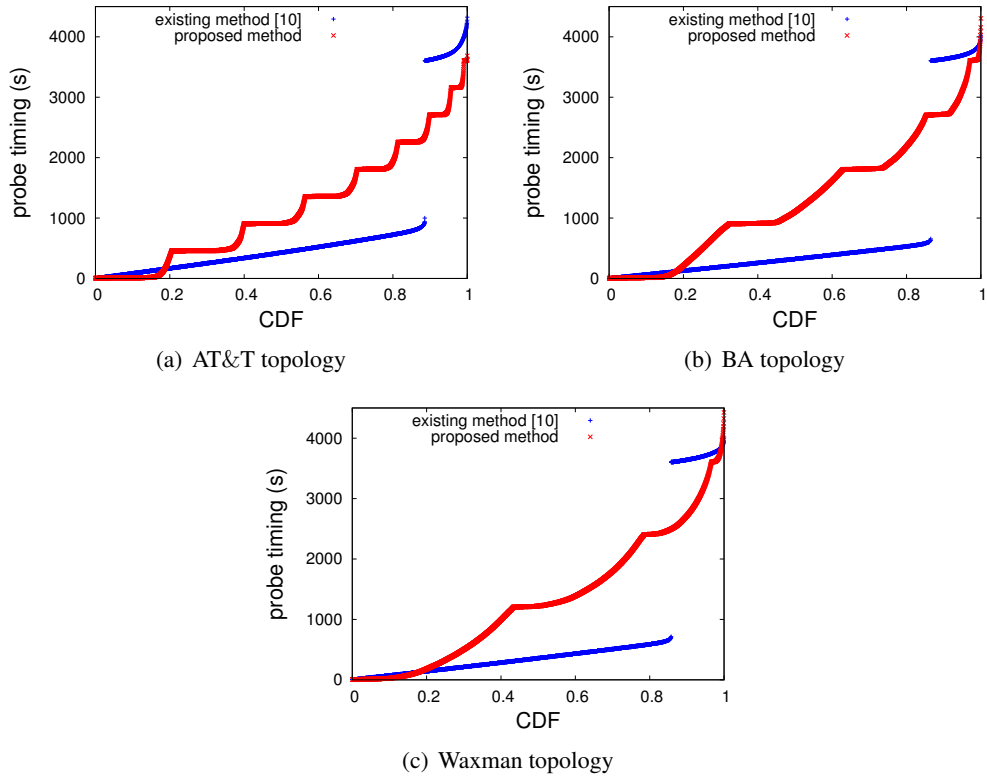 existing method [10]
proposed method
probe timing (s)
4000
3000
2000
1000
0
0 0.2 0.4 0.6 0.8 1
CDF
(a) AT&T topology
existing method [10]
proposed method
probe timing (s)
4000
3000
2000
1000
0
0 0.2 0.4 0.6 0.8 1
CDF
(b) BA topology
existing method [10]
proposed method
probe timing (s)
4000
3000
2000
1000
0
0 0.2 0.4 0.6 0.8 1
CDF
(c) Waxman topology